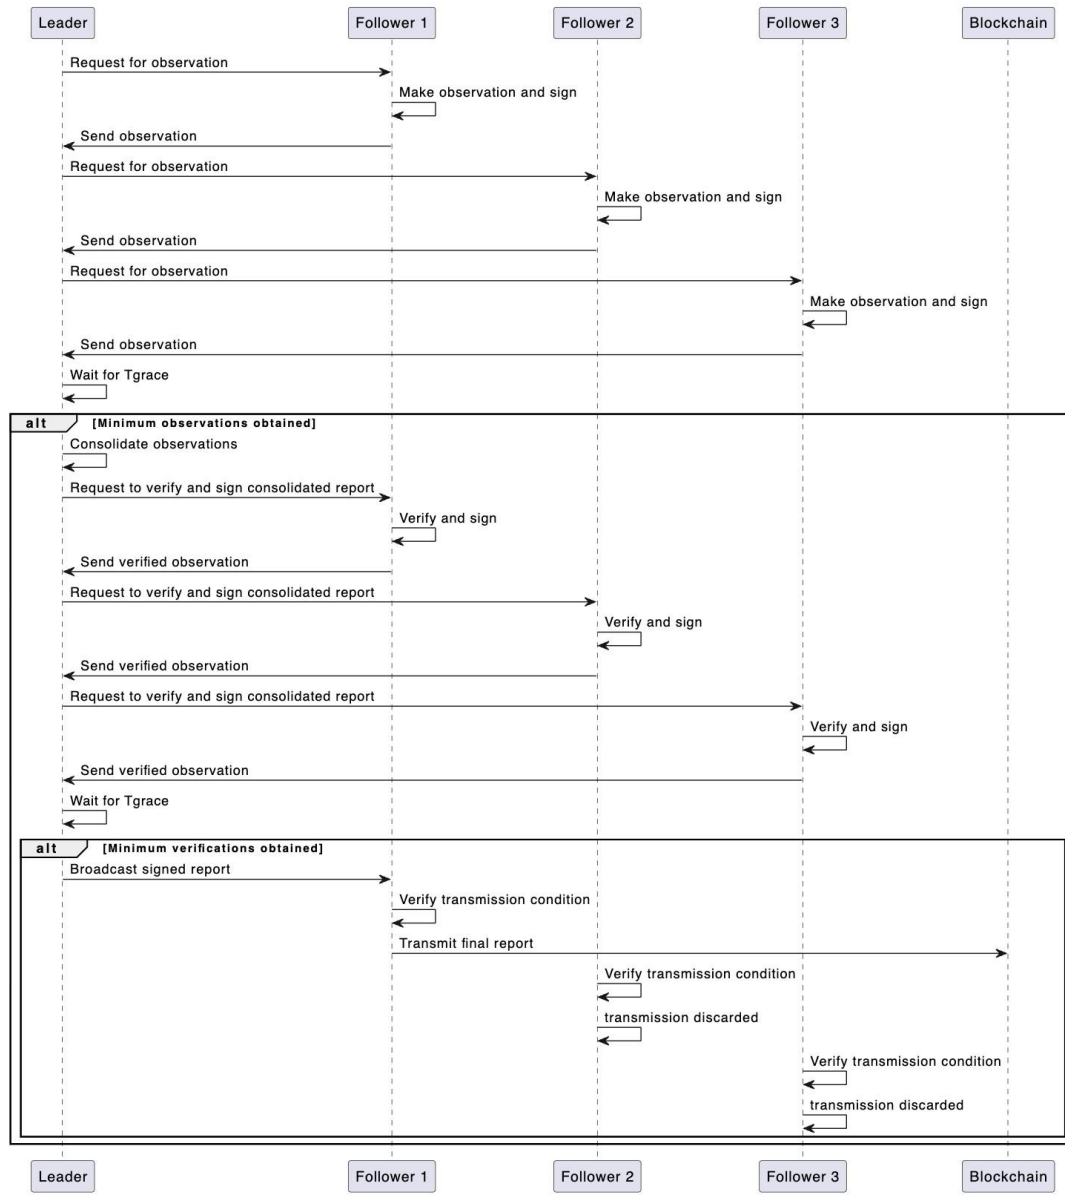 Leader Follower 1 Follower 2 Follower 3 Blockchain
Request for observation
Make observation and sign
Send observation
Request for observation
Make observation and sign
Send observation
Request for observation
Make observation and sign
Send observation
Wait for Tgrace
alt [Minimum observations obtained]
Consolidate observations
Request to verify and sign consolidated report
Verify and sign
Send verified observation
Request to verify and sign consolidated report
Verify and sign
Send verified observation
Request to verify and sign consolidated report
Verify and sign
Send verified observation
Wait for Tgrace
alt [Minimum verifications obtained]
Broadcast signed report
Verify transmission condition
Transmit final report
Verify transmission condition
transmission discarded
Verify transmission condition
transmission discarded
Leader Follower 1 Follower 2 Follower 3 Blockchain